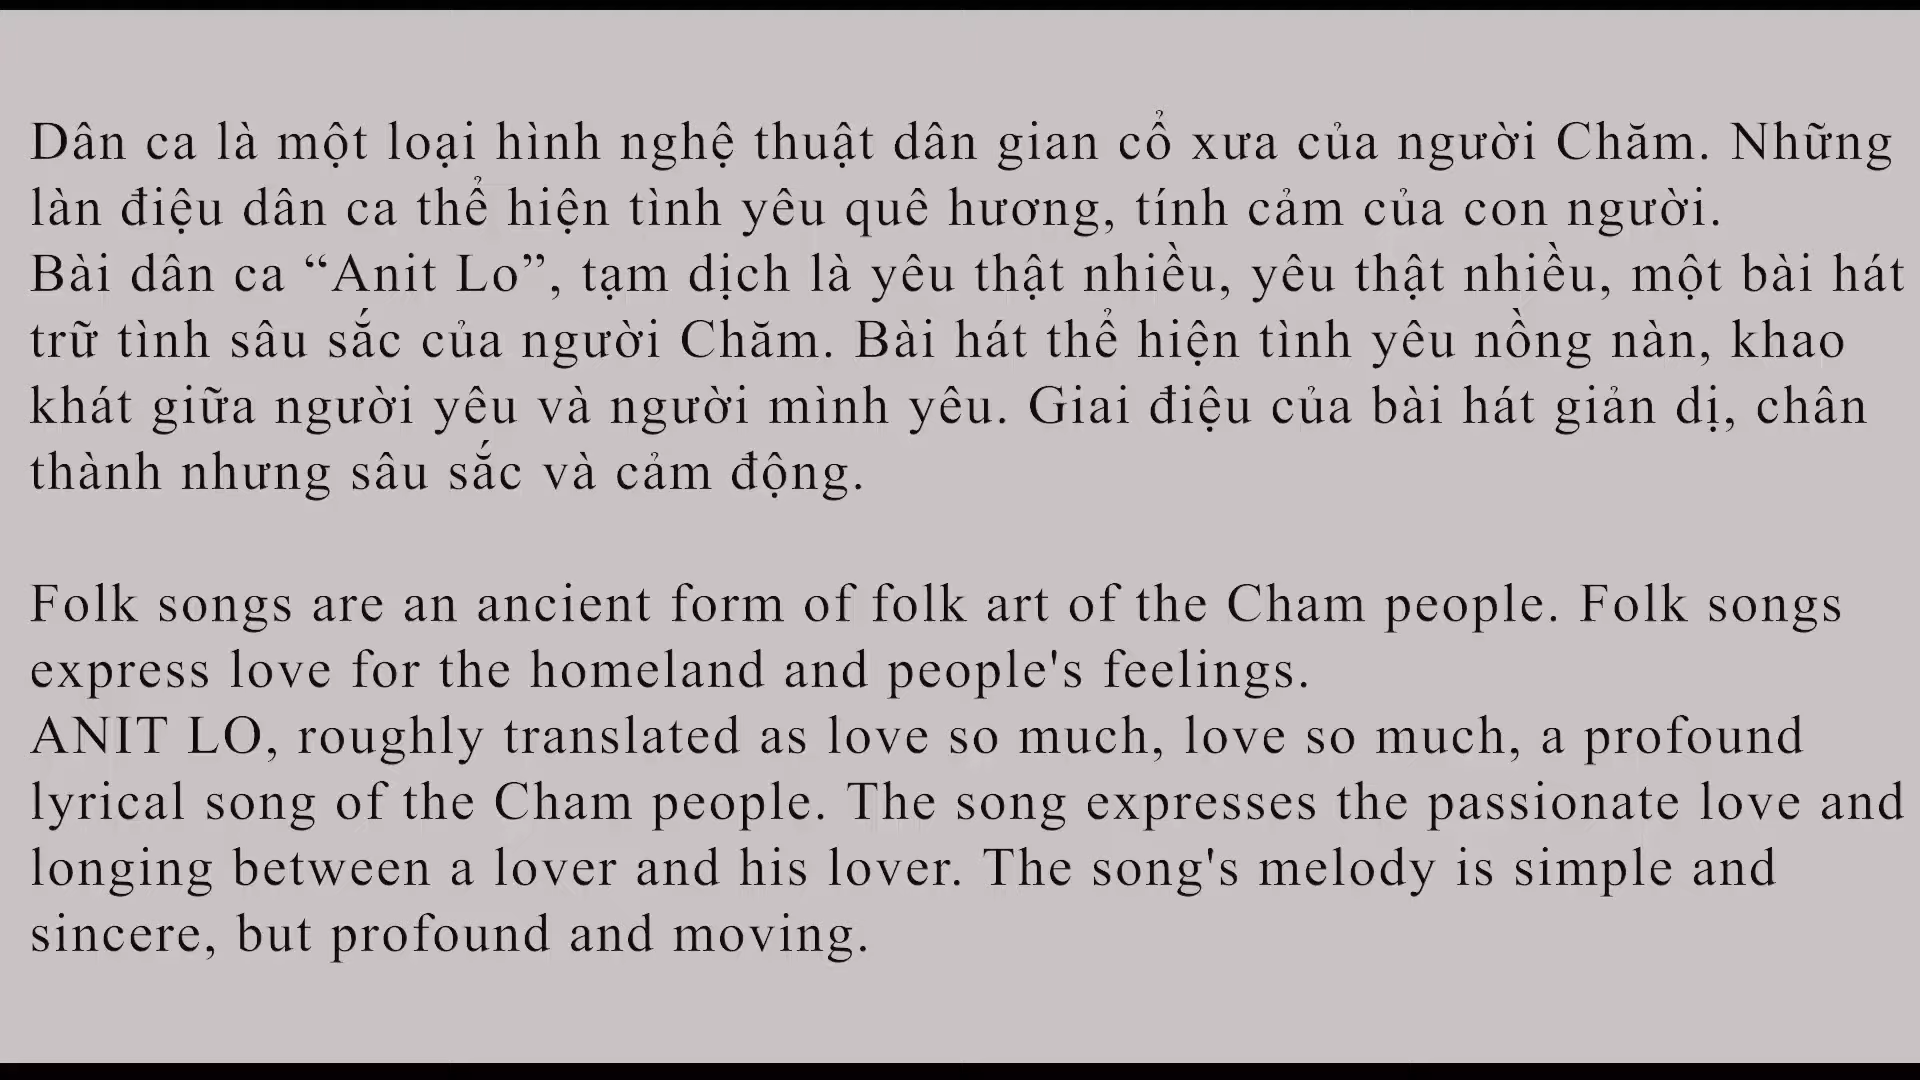 Dân ca là một loại hình nghệ thuật dân gian cổ xưa của người Chăm. Những
làn điệu dân ca thể hiện tình yêu quê hương, tính cảm của con người.
Bài dân ca “Anit Lo”, tạm dịch là yêu thật nhiều, yêu thật nhiều, một bài hát
trữ tình sâu sắc của người Chăm. Bài hát thể hiện tình yêu nồng nàn, khao
khát giữa người yêu và người mình yêu. Giai điệu của bài hát giản dị, chân
thành nhưng sâu sắc và cảm động.
Folk songs are an ancient form of folk art of the Cham people. Folk songs
express love for the homeland and people's feelings.
ANIT LO, roughly translated as love so much, love so much, a profound
lyrical song of the Cham people. The song expresses the passionate love and
longing between a lover and his lover. The song's melody is simple and
sincere, but profound and moving.